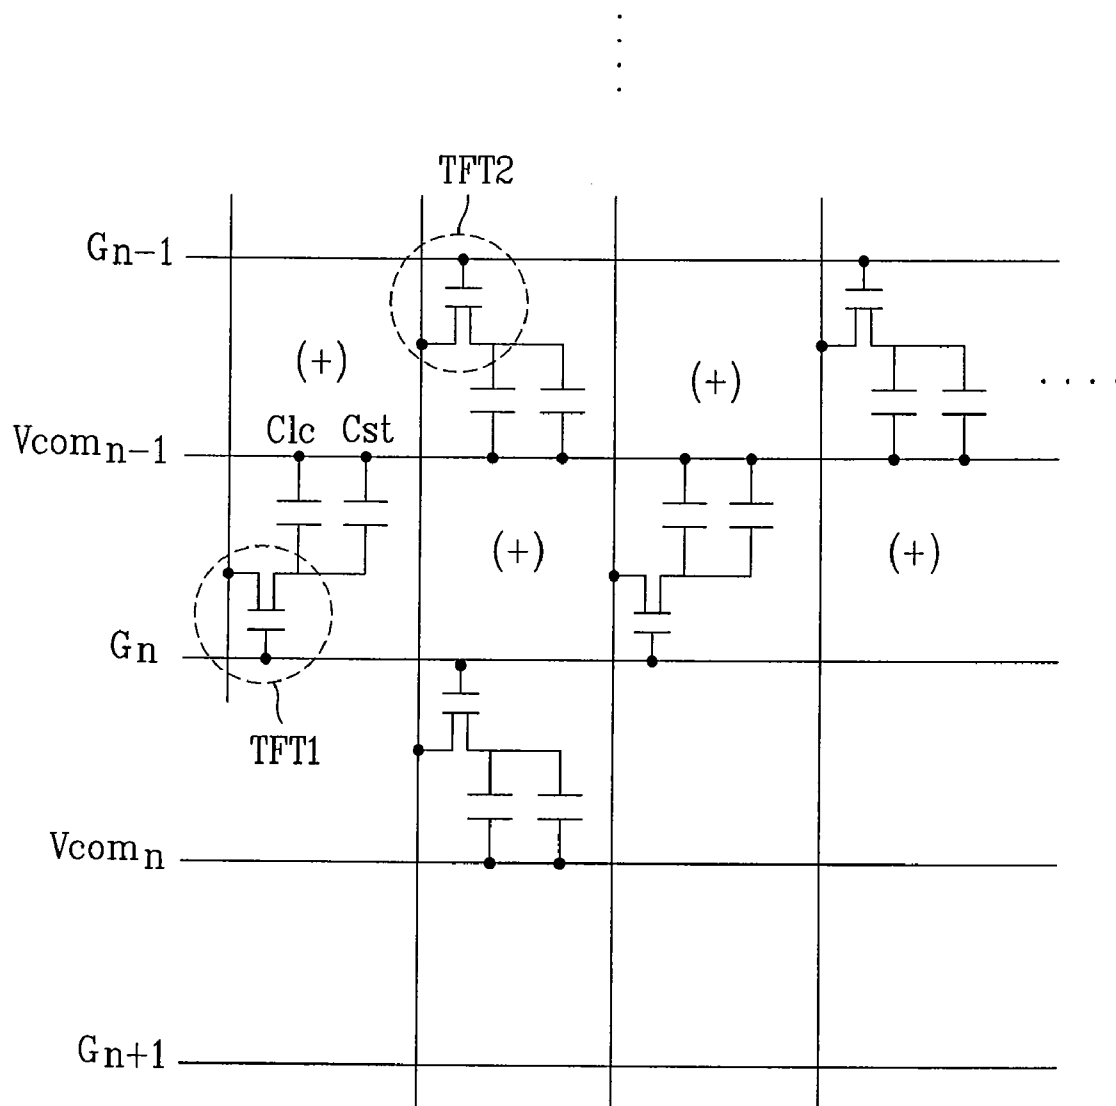 TFT2
Gn-1
(+) (+)
Clc Cst
Vcomn-1
(+) (+)
Gn
TFT1
Vcomn
Gn+1